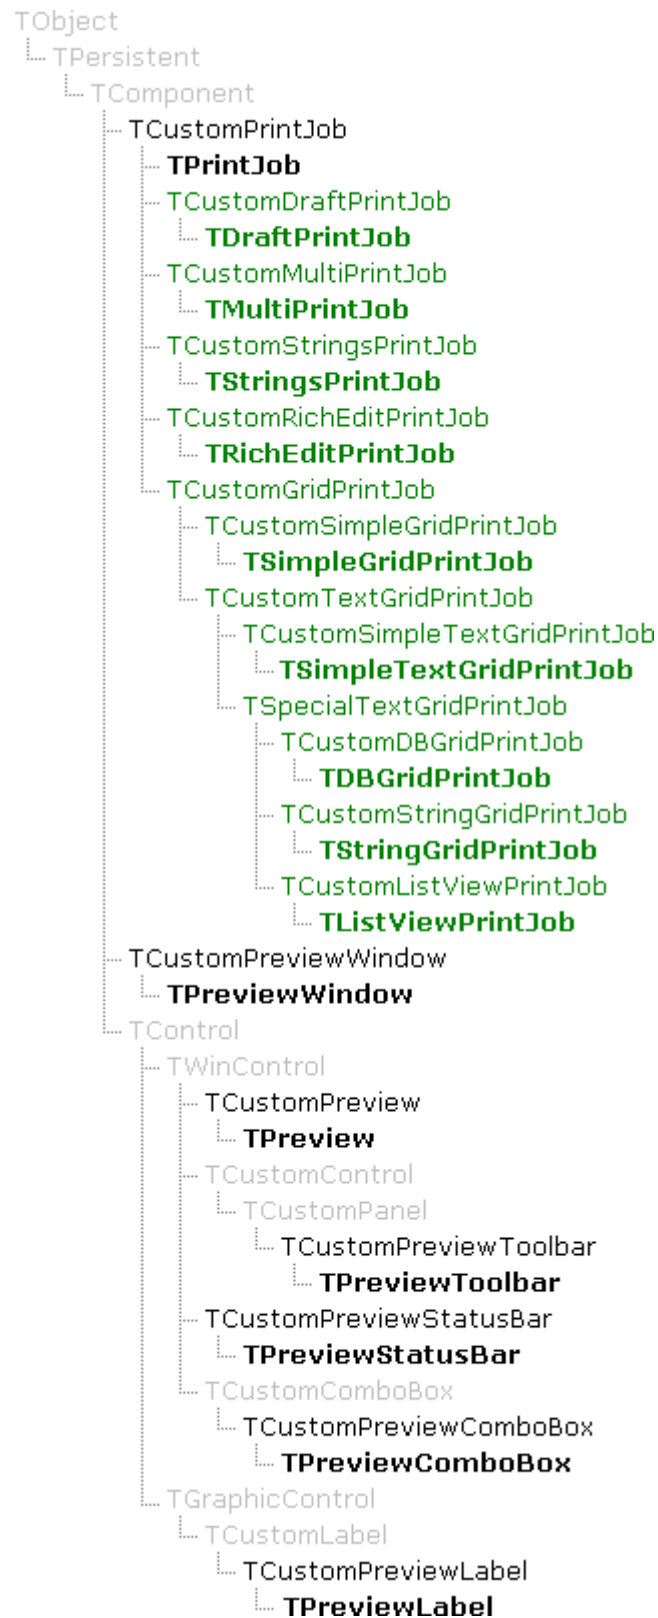 TObject
TPersistent
TComponent
TCustomPrintJob
TPrintJob
TCustomDraftPrintJob
TDraftPrintJob
TCustomMultiPrintJob
TMultiPrintJob
TCustomStringsPrintJob
TStringsPrintJob
TCustomRichEditPrintJob
TRichEditPrintJob
TCustomGridPrintJob
TCustomSimpleGridPrintJob
TSimpleGridPrintJob
TCustomTextGridPrintJob
TCustomSimpleTextGridPrintJob
TSimpleTextGridPrintJob
TSpecialTextGridPrintJob
TCustomDBGridPrintJob
TDBGridPrintJob
TCustomStringGridPrintJob
TStringGridPrintJob
TCustomListViewPrintJob
TListViewPrintJob
TCustomPreviewWindow
TPreviewWindow
TControl
TWinControl
TCustomPreview
TPreview
TCustomControl
TCustomPanel
TCustomPreviewToolbar
TPreviewToolbar
TCustomPreviewStatusBar
TPreviewStatusBar
TCustomComboBox
TCustomPreviewComboBox
TPreviewComboBox
TGraphicControl
TCustomLabel
TCustomPreviewLabel
TPreviewLabel